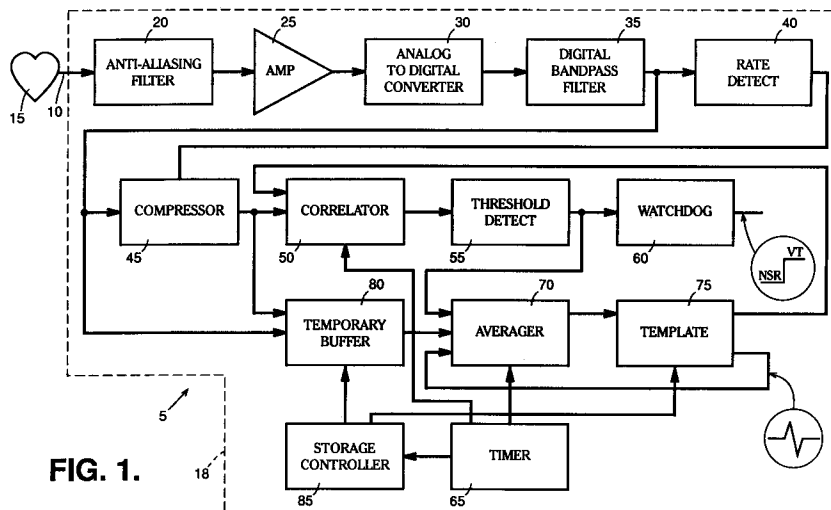 20
ANTI-ALIASING
FILTER
25
AMP
30
ANALOG
TO DIGITAL
CONVERTER
35
DIGITAL
BANDPASS
FILTER
40
RATE
DETECT
15
10
COMPRESSOR
45
CORRELATOR
50
THRESHOLD
DETECT
55
WATCHDOG
60
NSR
VT
80
TEMPORARY
BUFFER
70
AVERAGER
75
TEMPLATE
5
18
FIG. 1.
STORAGE
CONTROLLER
85
TIMER
65